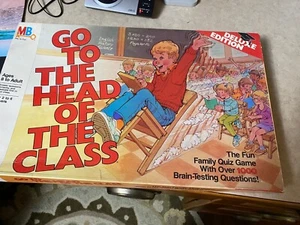 MB
GO
TO THE
HEAD
OF
THE
CLASS
DELUXE
EDITION
Ages
8 to Adult
The Fun
Family Quiz Game
With Over 1000
Brain-Testing Questions!